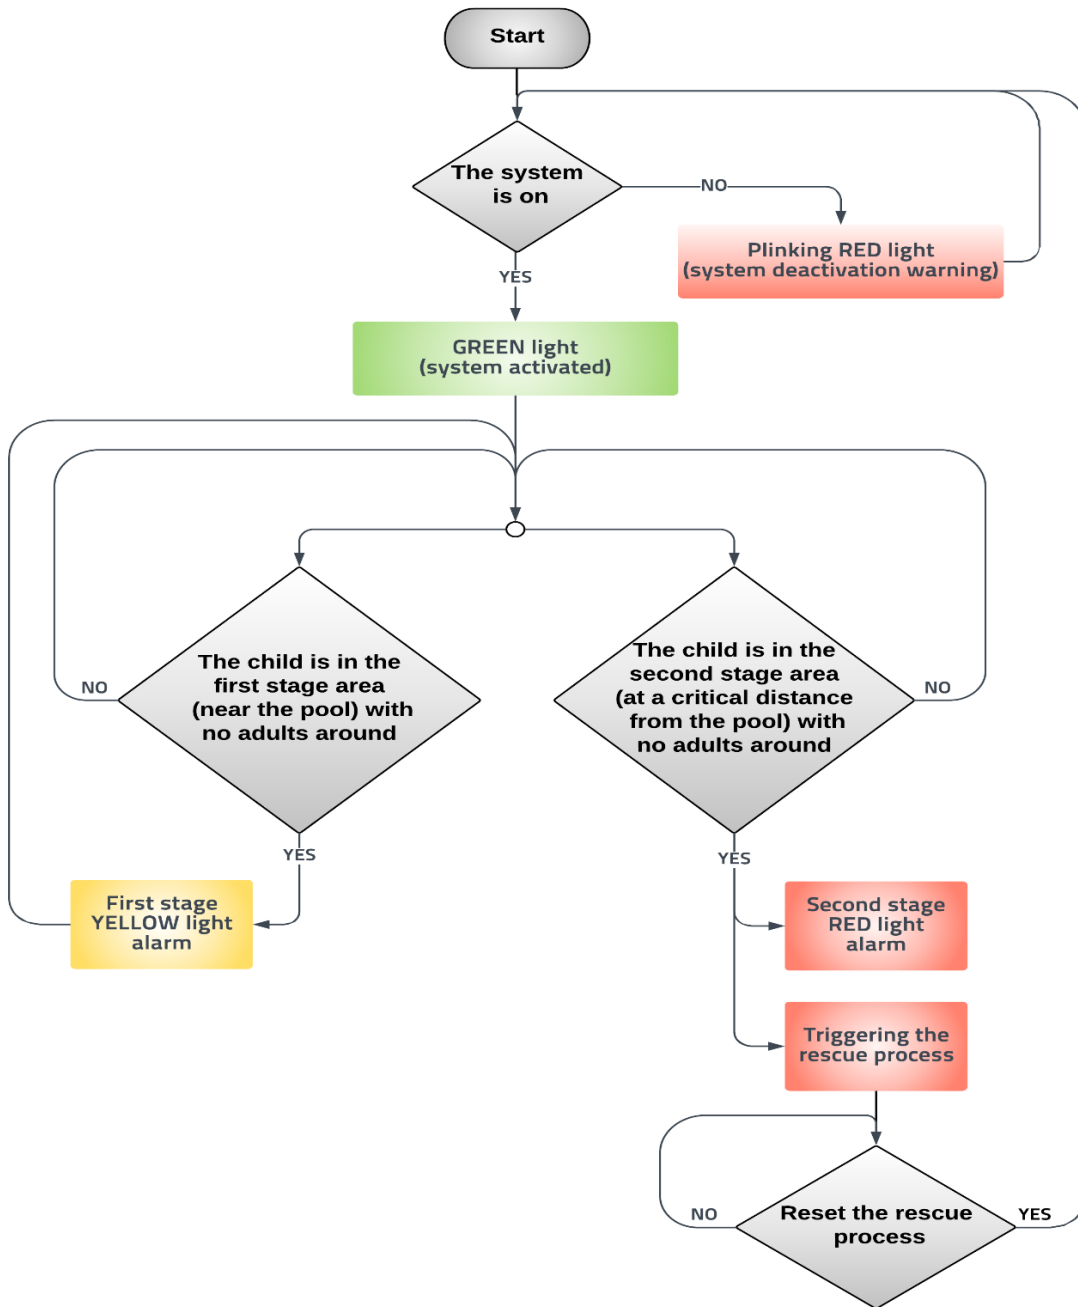 Start
The system
is on
NO
Plinking RED light
(system deactivation warning)
YES
GREEN light
(system activated)
The child is in the
first stage area
(near the pool) with
no adults around
NO
YES
First stage
YELLOW light
alarm
The child is in the
second stage area
(at a critical distance
from the pool) with
no adults around
NO
YES
Second stage
RED light
alarm
Triggering the
rescue process
Reset the rescue
process
NO
YES